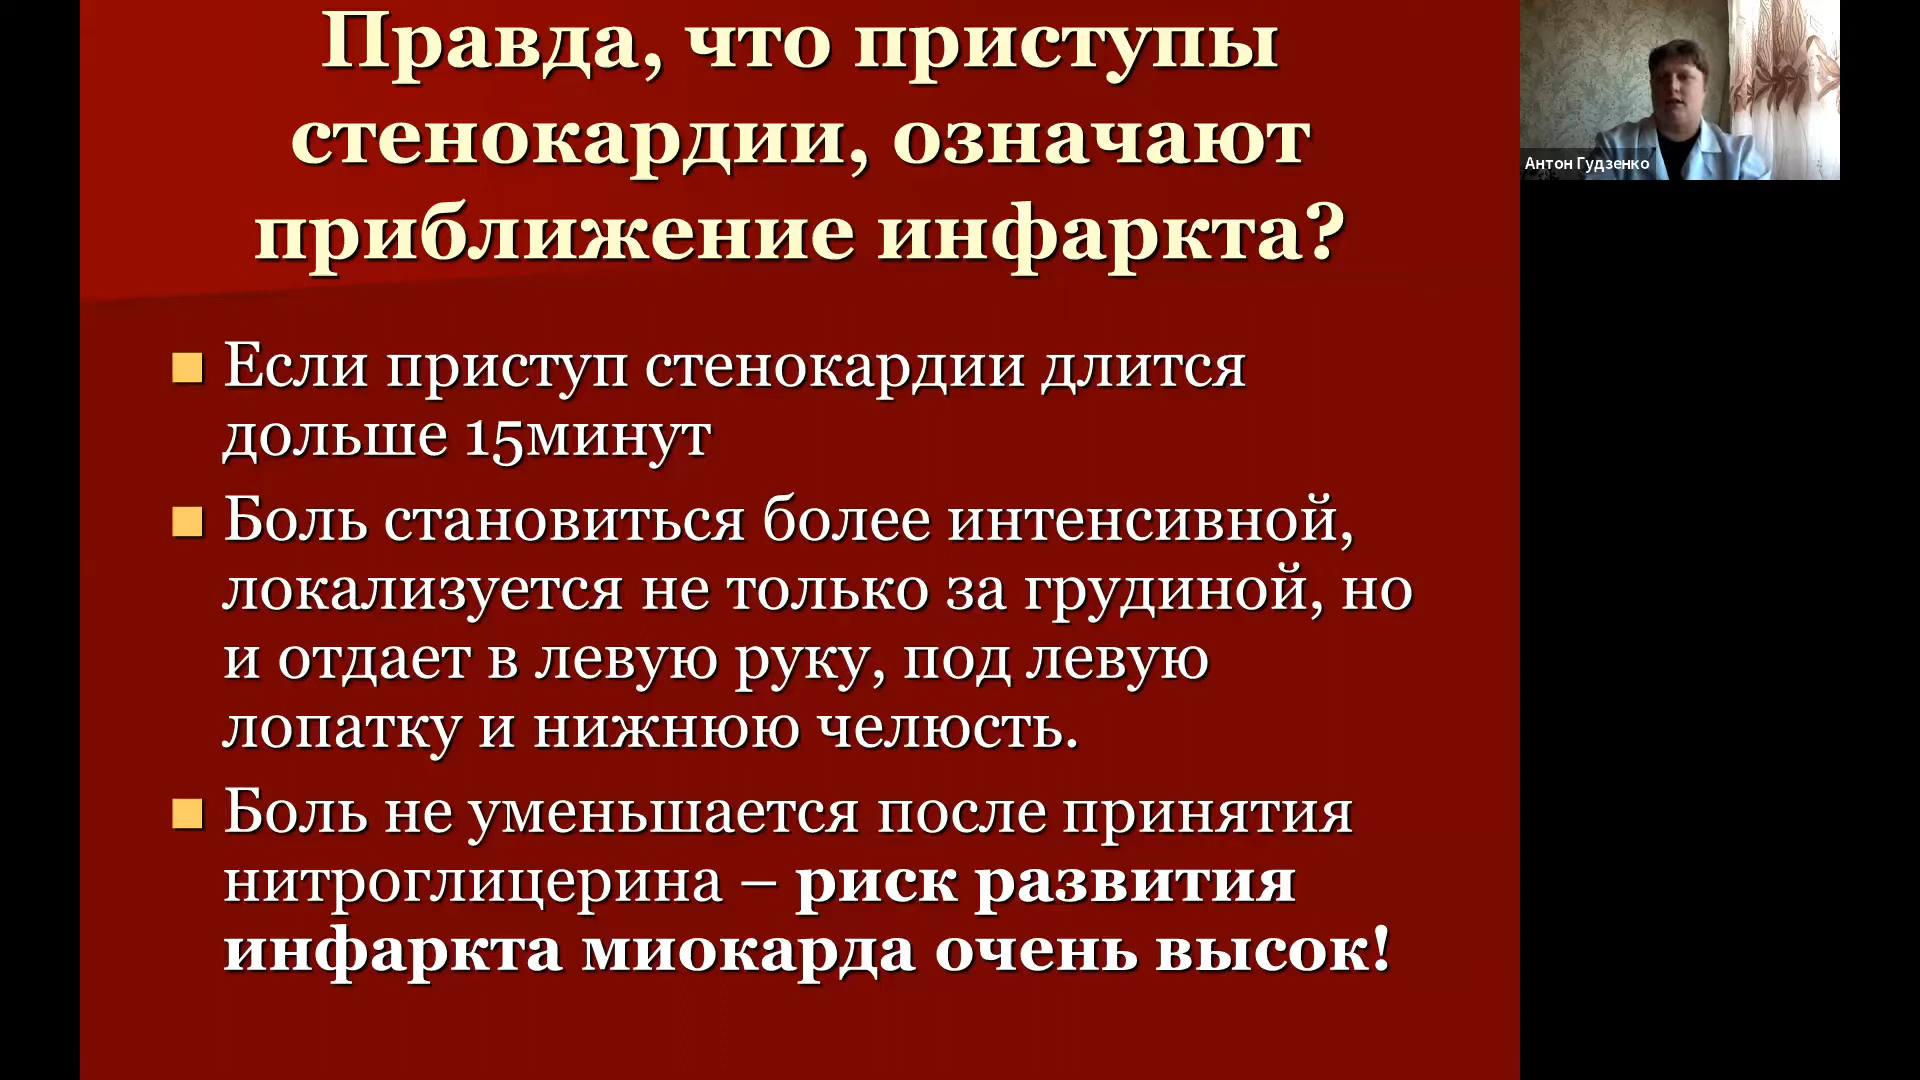 Правда, что приступы
стенокардии, означают
приближение инфаркта?
Если приступ стенокардии длится
дольше 15минут
Боль становиться более интенсивной,
локализуется не только за грудиной, но
и отдает в левую руку, под левую
лопатку и нижнюю челюсть.
Боль не уменьшается после принятия
нитроглицерина – риск развития
инфаркта миокарда очень высок!
Антон Гудзенко